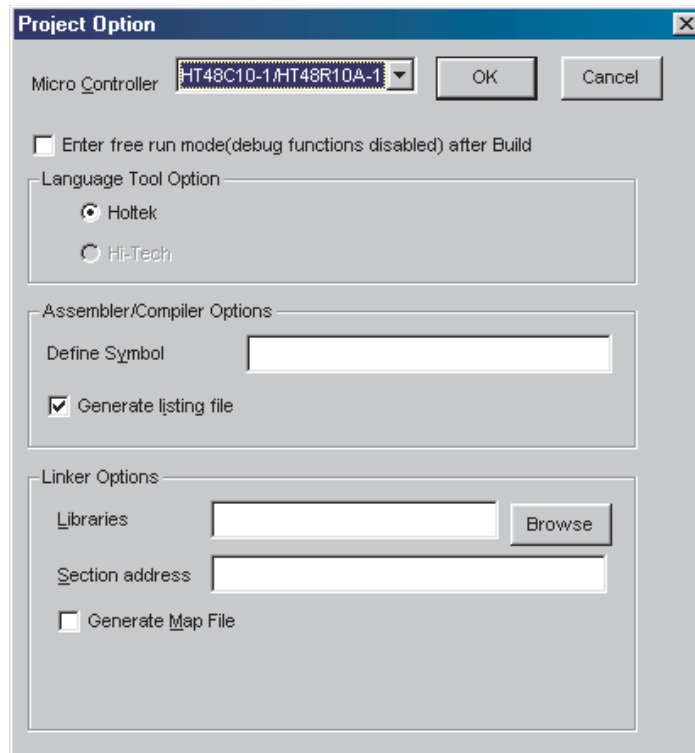 Project Option
Micro Controller HT48C10-1/HT48R10A-1 OK Cancel
Enter free run mode(debug functions disabled) after Build
Language Tool Option
Holtek
Hi-Tech
Assembler/Compiler Options
Define Symbol
Generate listing file
Linker Options
Libraries Browse
Section address
Generate Map File